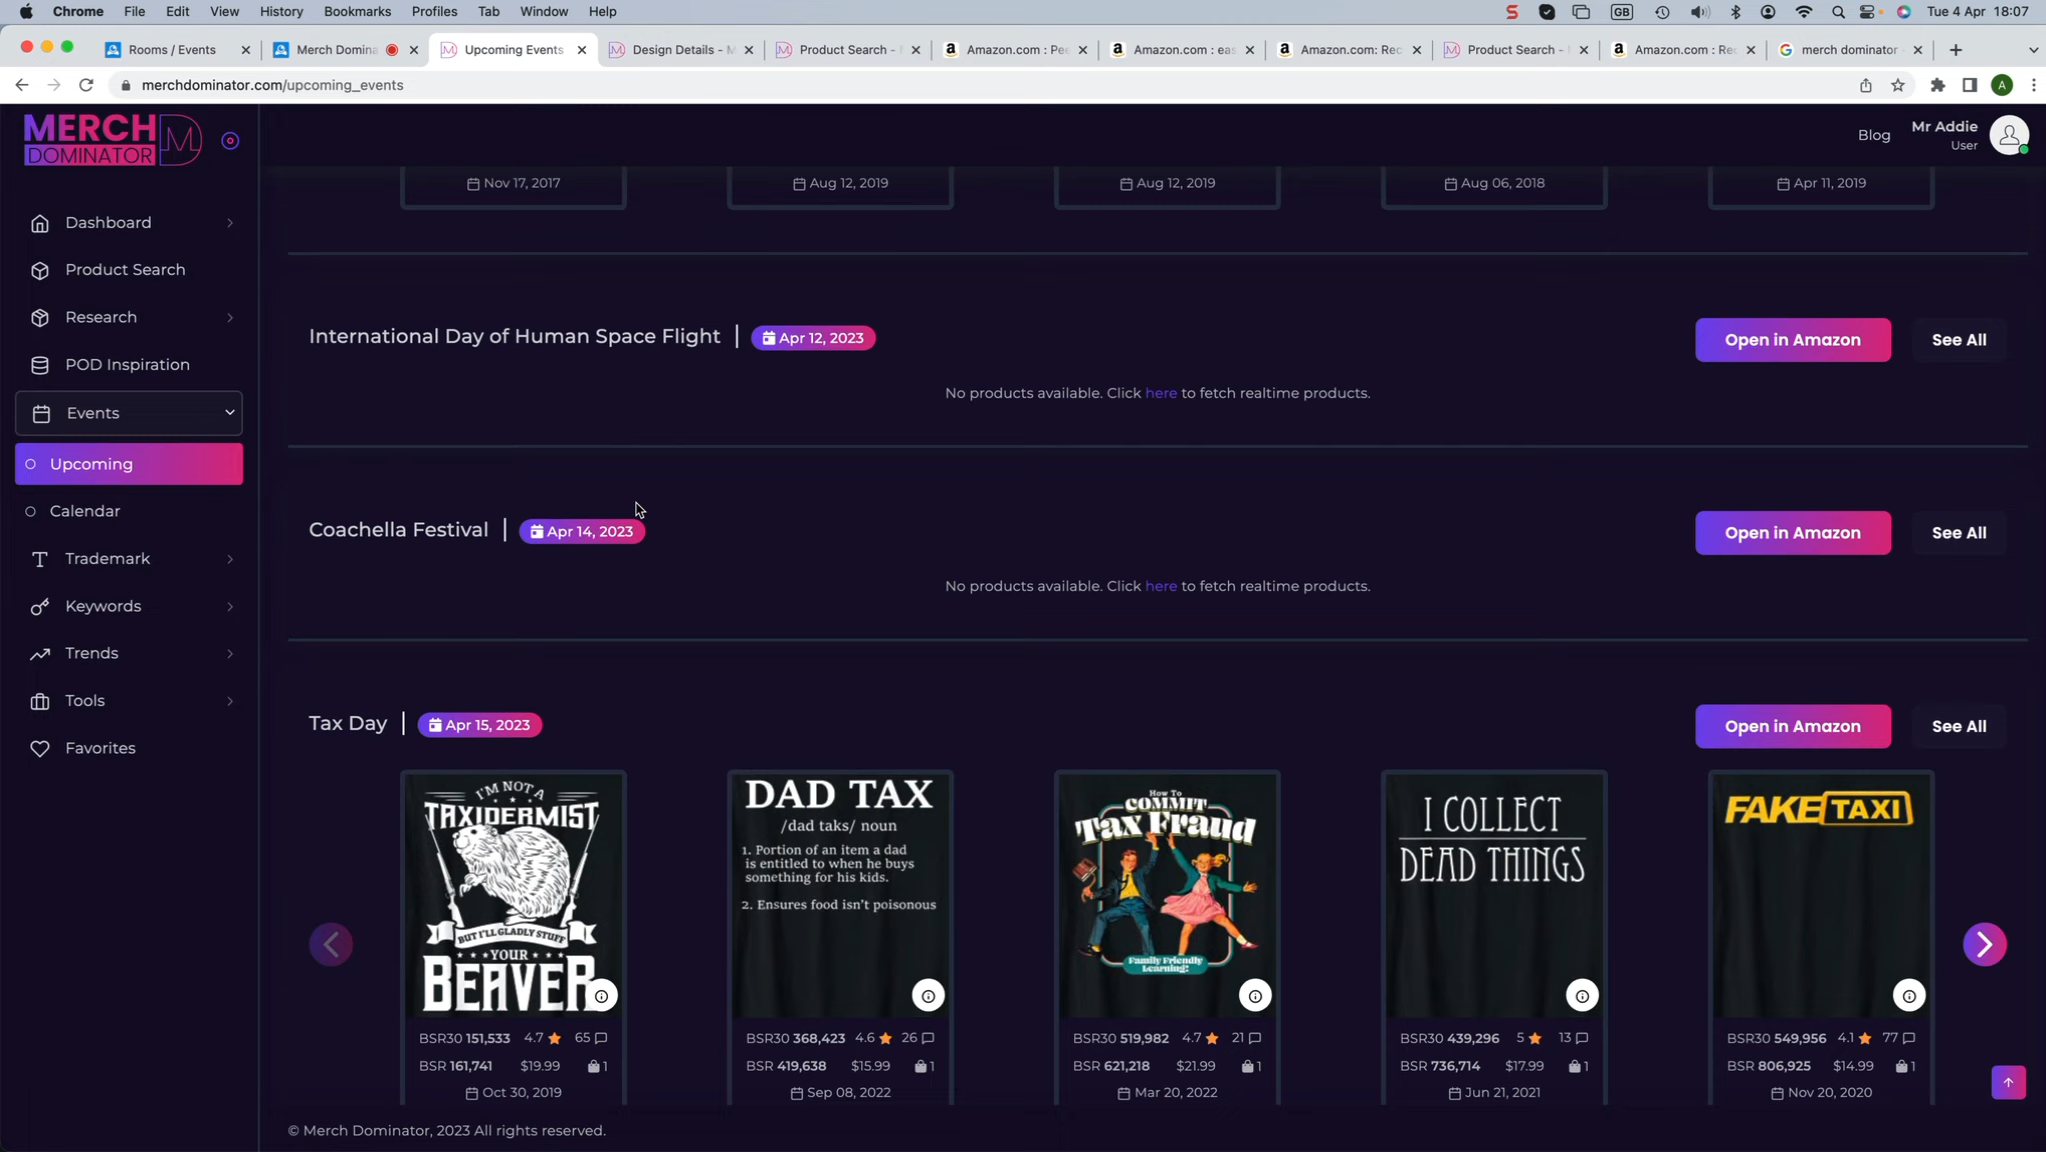 Chrome File Edit View History Bookmarks Profiles Tab Window Help
S GB Tue 4 Apr 18:07
Rooms / Events
Merch Domina
Upcoming Events
Design Details - M
Product Search -
Amazon.com : Pe
Amazon.com : eas
Amazon.com: Rec
Product Search -
Amazon.com : Re
merch dominator
merchdominator.com/upcoming_events
A
MERCH
DOMINATOR
Blog
Mr Addie
User
Dashboard
Product Search
Research
POD Inspiration
Events
Upcoming
Calendar
Trademark
Keywords
Trends
Tools
Favorites
Nov 17, 2017
Aug 12, 2019
Aug 12, 2019
Aug 06, 2018
Apr 11, 2019
International Day of Human Space Flight | Apr 12, 2023
Open in Amazon
See All
No products available. Click here to fetch realtime products.
Coachella Festival | Apr 14, 2023
Open in Amazon
See All
No products available. Click here to fetch realtime products.
Tax Day | Apr 15, 2023
Open in Amazon
See All
I'M NOT A
TAXIDERMIST
BUT I'LL GLADLY STUFF
YOUR
BEAVER
BSR30 151,533 4.7 65
BSR 161,741 $19.99 1
Oct 30, 2019
DAD TAX
/dad taks/ noun
1. Portion of an item a dad
is entitled to when he buys
something for his kids.
2. Ensures food isn't poisonous
BSR30 368,423 4.6 26
BSR 419,638 $15.99 1
Sep 08, 2022
How To
COMMIT
Tax Fraud
Family Friendly
Learning!
BSR30 519,982 4.7 21
BSR 621,218 $21.99 1
Mar 20, 2022
I COLLECT
DEAD THINGS
BSR30 439,296 5 13
BSR 736,714 $17.99 1
Jun 21, 2021
FAKE TAXI
BSR30 549,956 4.1 77
BSR 806,925 $14.99 1
Nov 20, 2020
© Merch Dominator, 2023 All rights reserved.